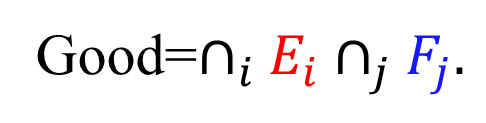 Good=∩ᵢ Eᵢ ∩ⱼ Fⱼ.